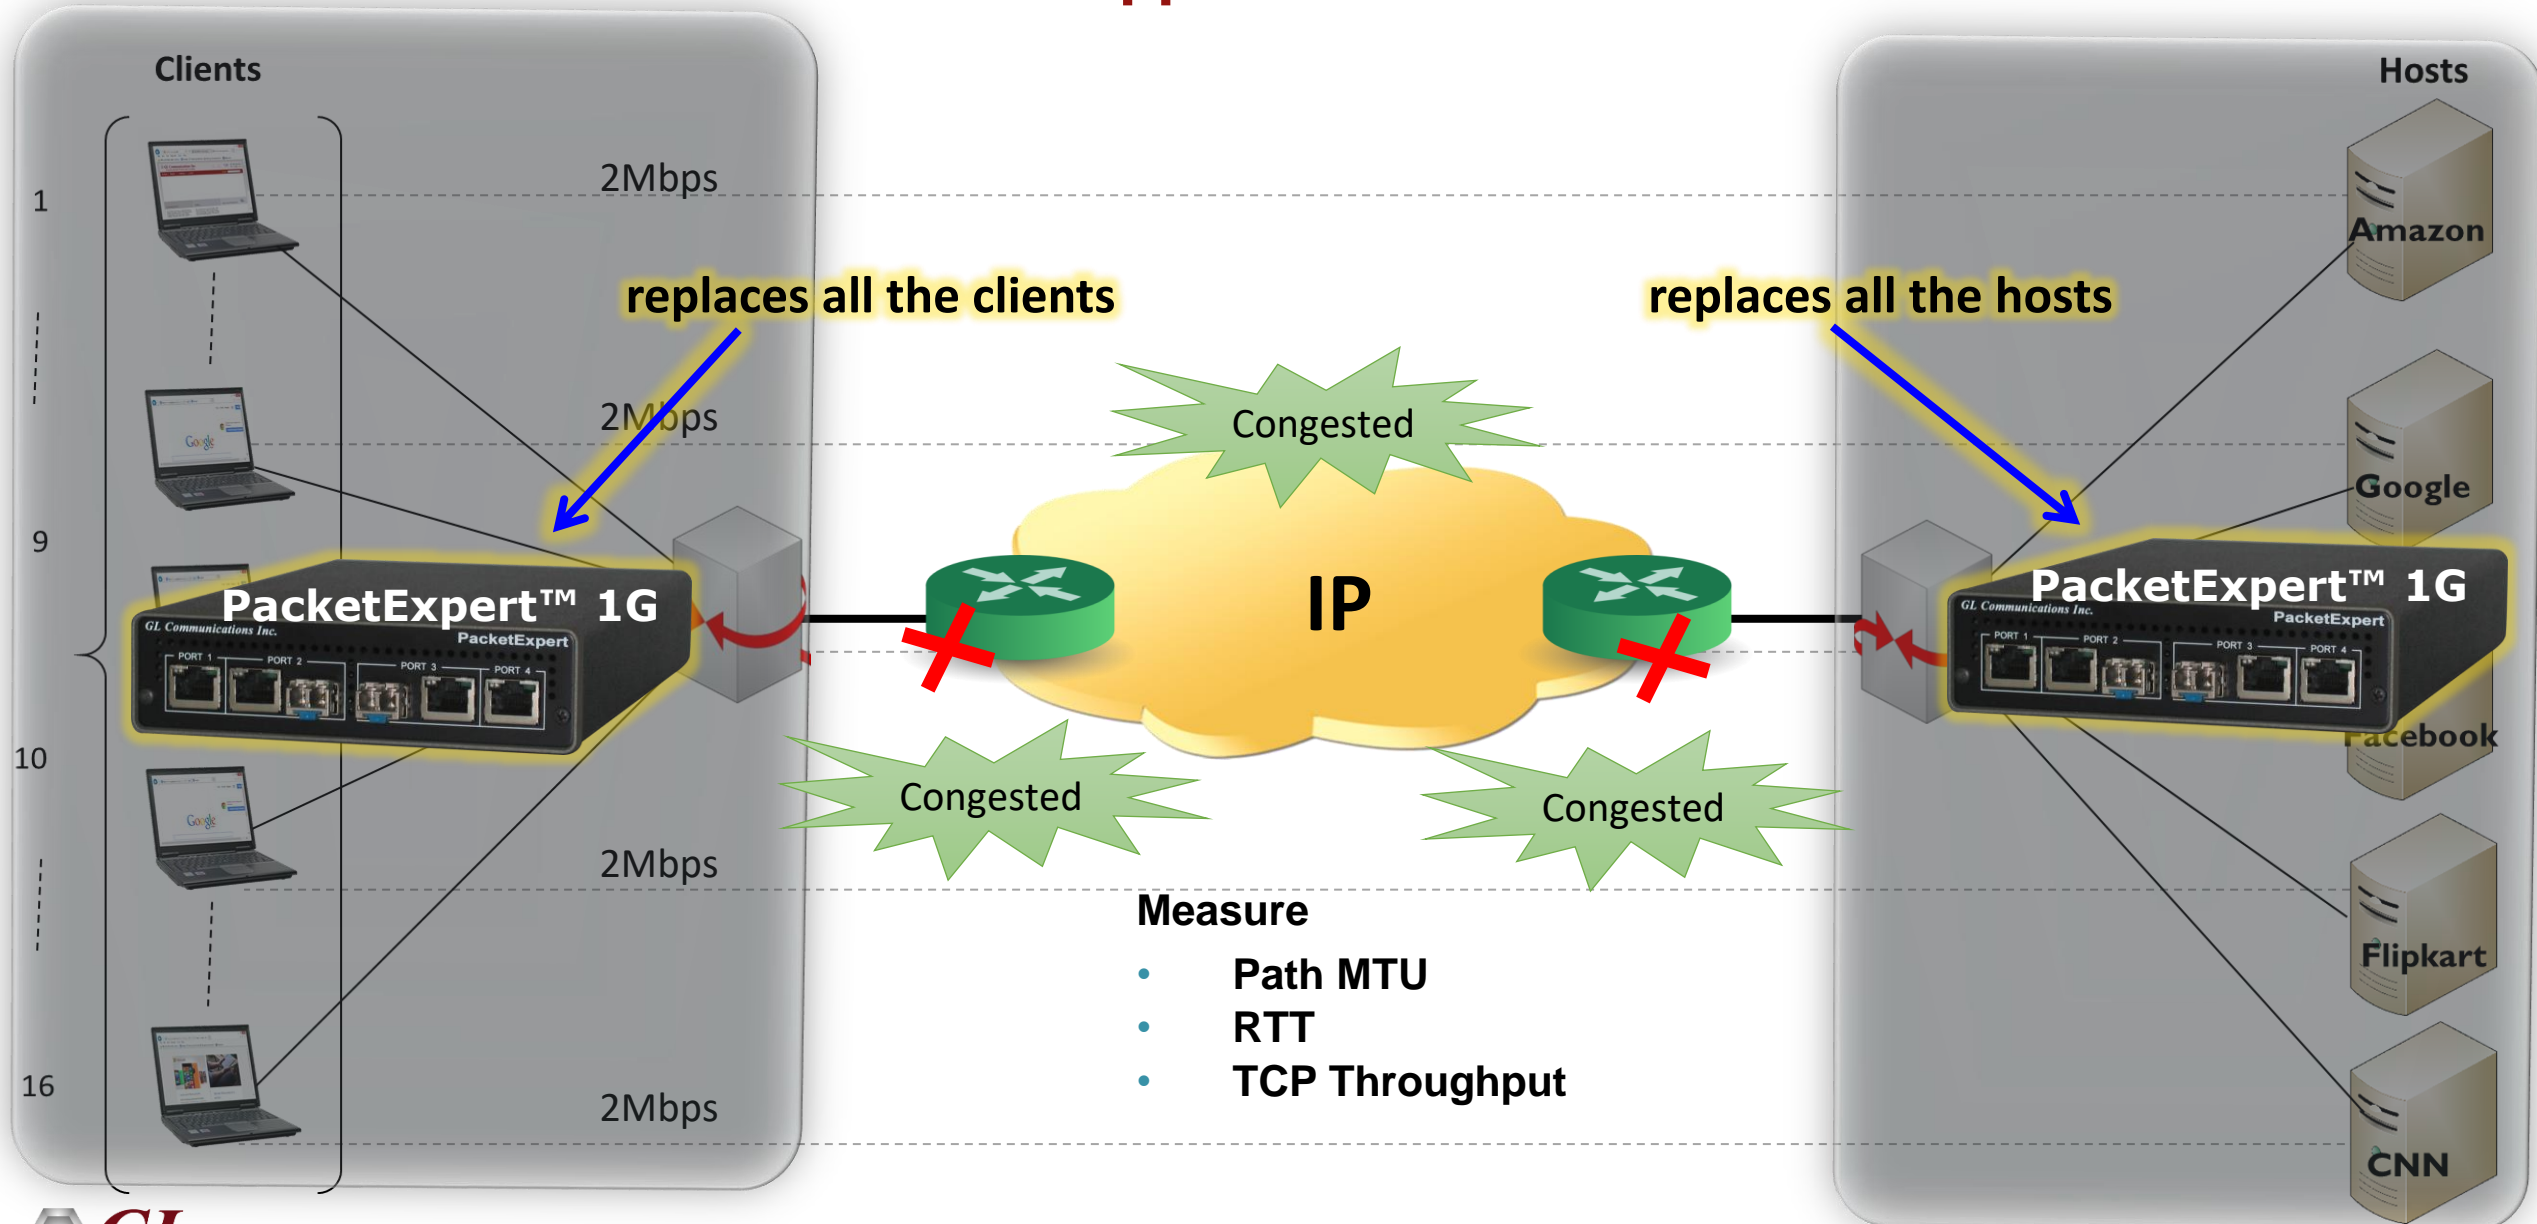 Clients
Hosts
1
2Mbps
Amazon
replaces all the clients
replaces all the hosts
2Mbps
Congested
Google
Google
9
IP
PacketExpert™ 1G
GL Communications Inc.
PacketExpert
PORT 1
PORT 2
PORT 3
PORT 4
PacketExpert™ 1G
GL Communications Inc.
PacketExpert
PORT 1
PORT 2
PORT 3
PORT 4
Facebook
10
Google
Congested
Congested
2Mbps
Measure
• Path MTU
• RTT
• TCP Throughput
Flipkart
16
2Mbps
CNN
GL